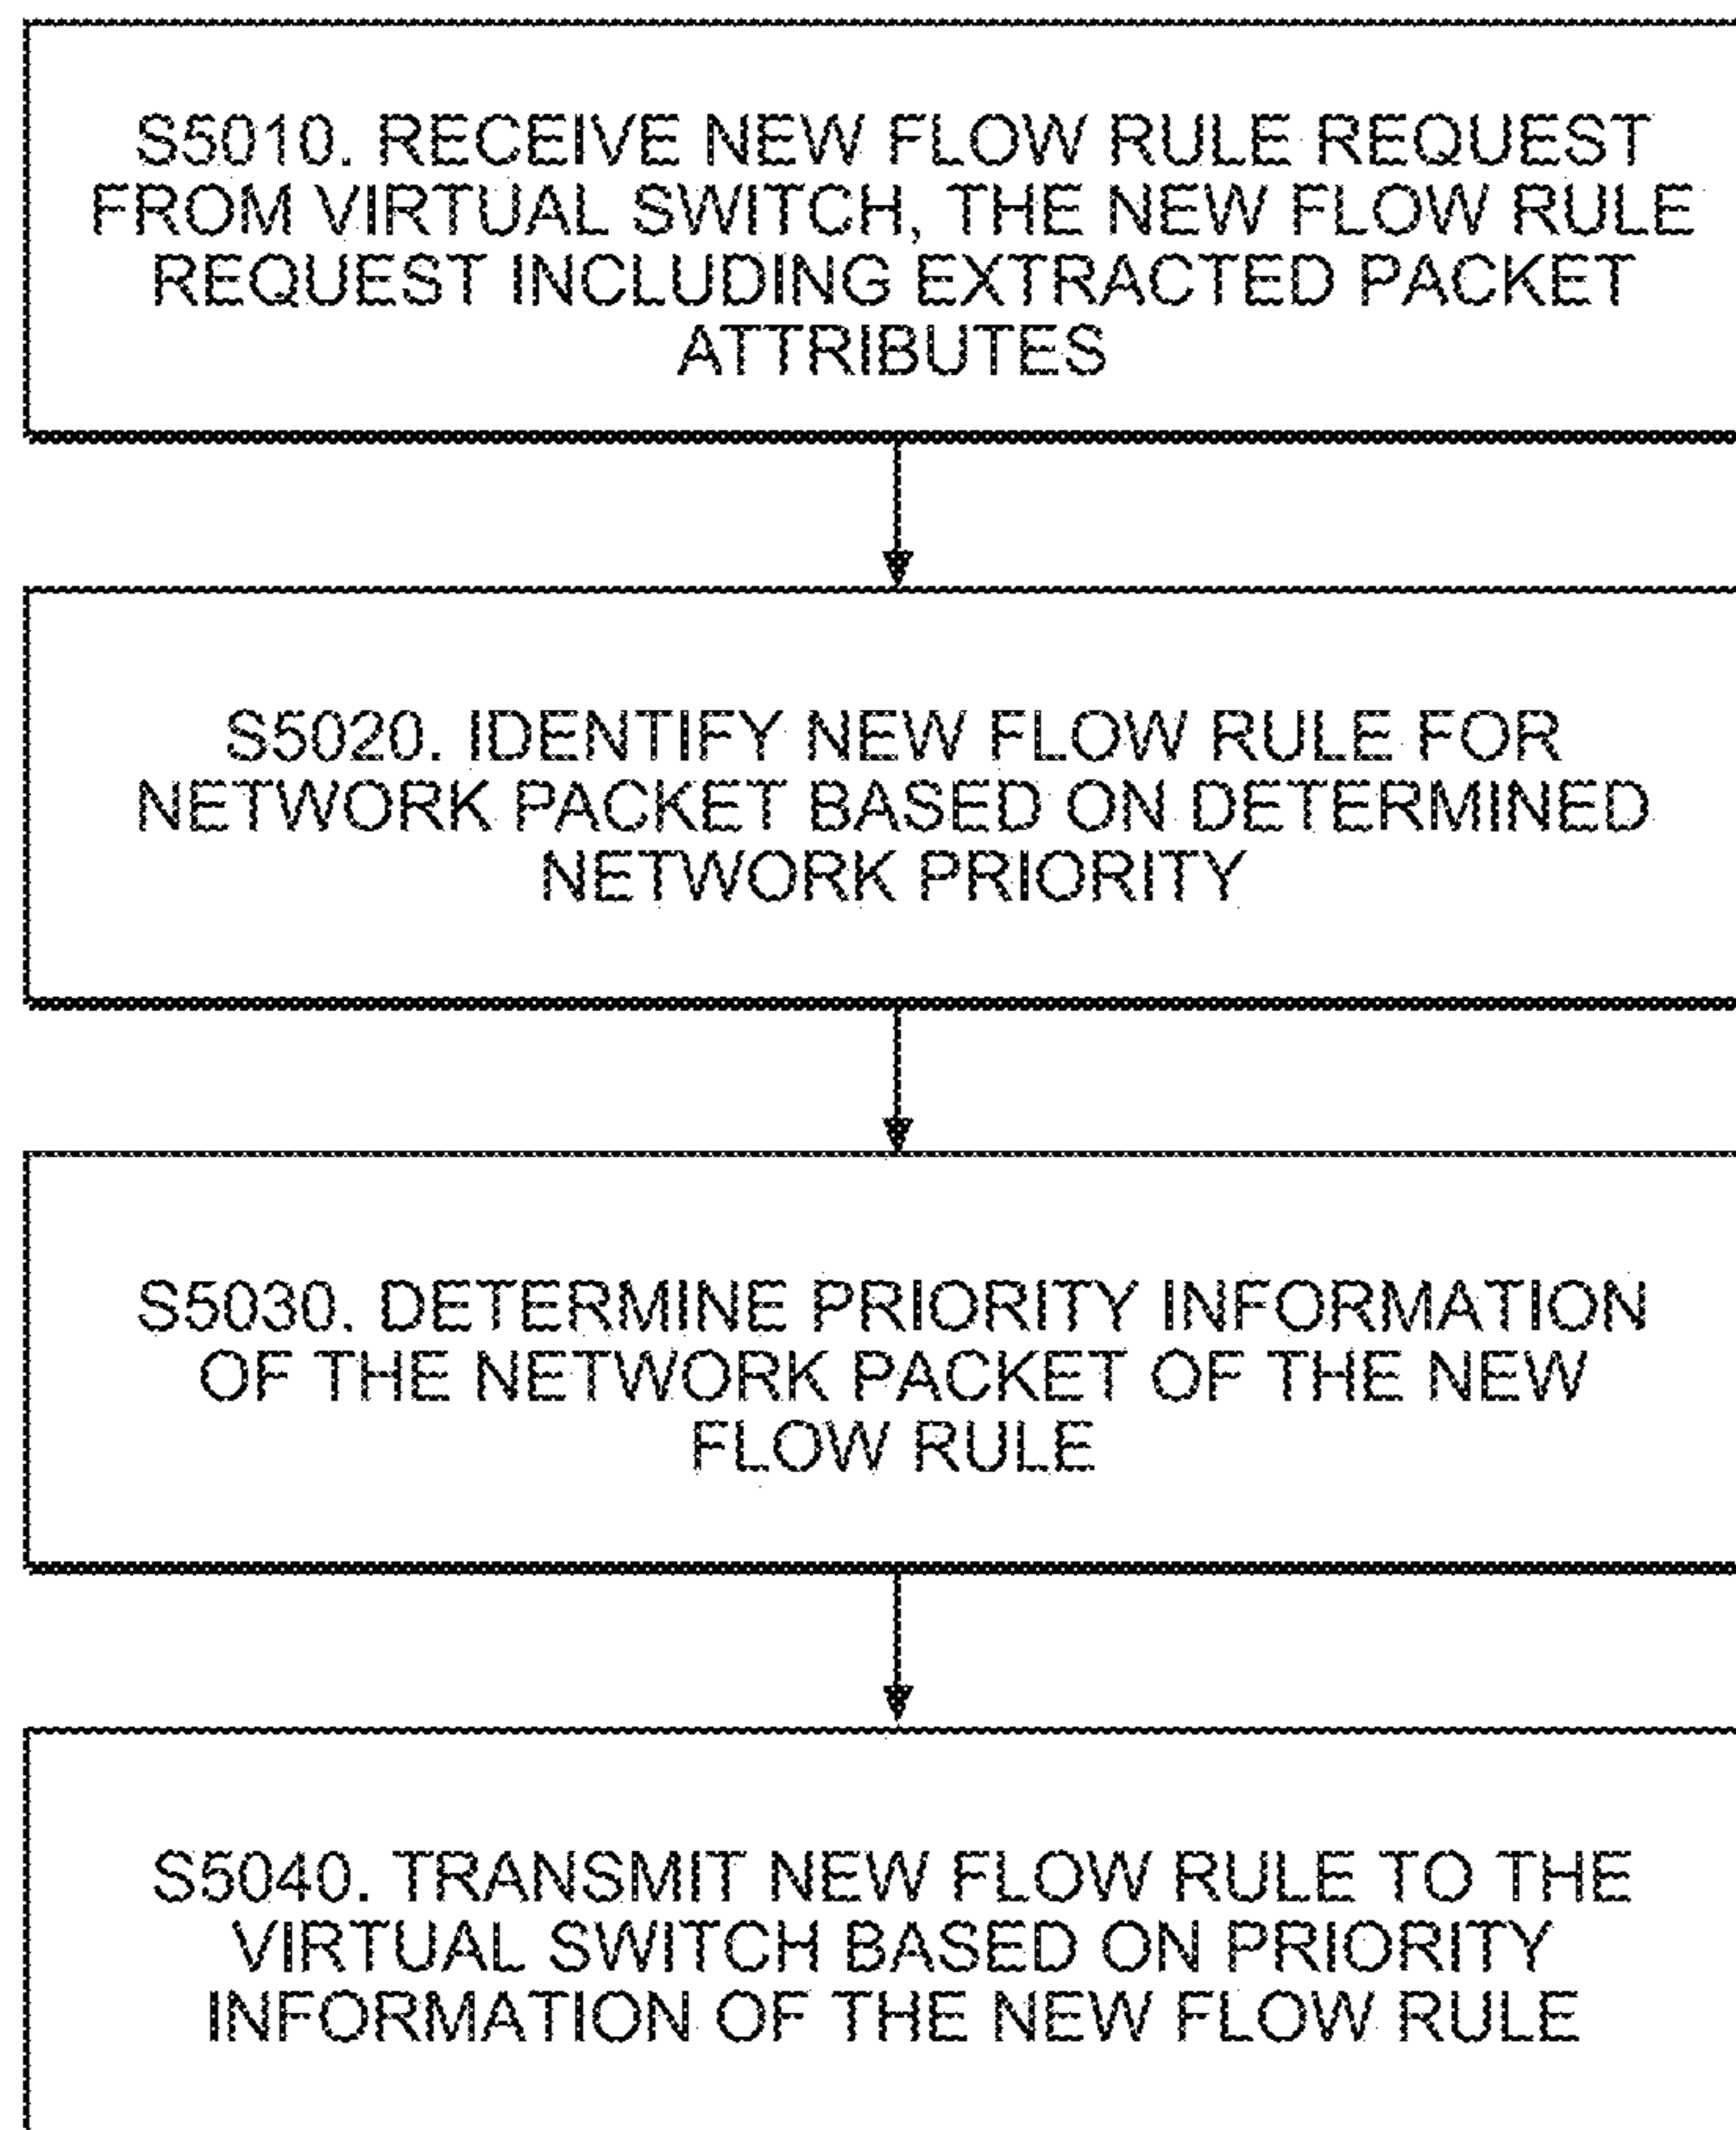 S5010. RECEIVE NEW FLOW RULE REQUEST
FROM VIRTUAL SWITCH, THE NEW FLOW RULE
REQUEST INCLUDING EXTRACTED PACKET
ATTRIBUTES
S5020. IDENTIFY NEW FLOW RULE FOR
NETWORK PACKET BASED ON DETERMINED
NETWORK PRIORITY
S5030. DETERMINE PRIORITY INFORMATION
OF THE NETWORK PACKET OF THE NEW
FLOW RULE
S5040. TRANSMIT NEW FLOW RULE TO THE
VIRTUAL SWITCH BASED ON PRIORITY
INFORMATION OF THE NEW FLOW RULE